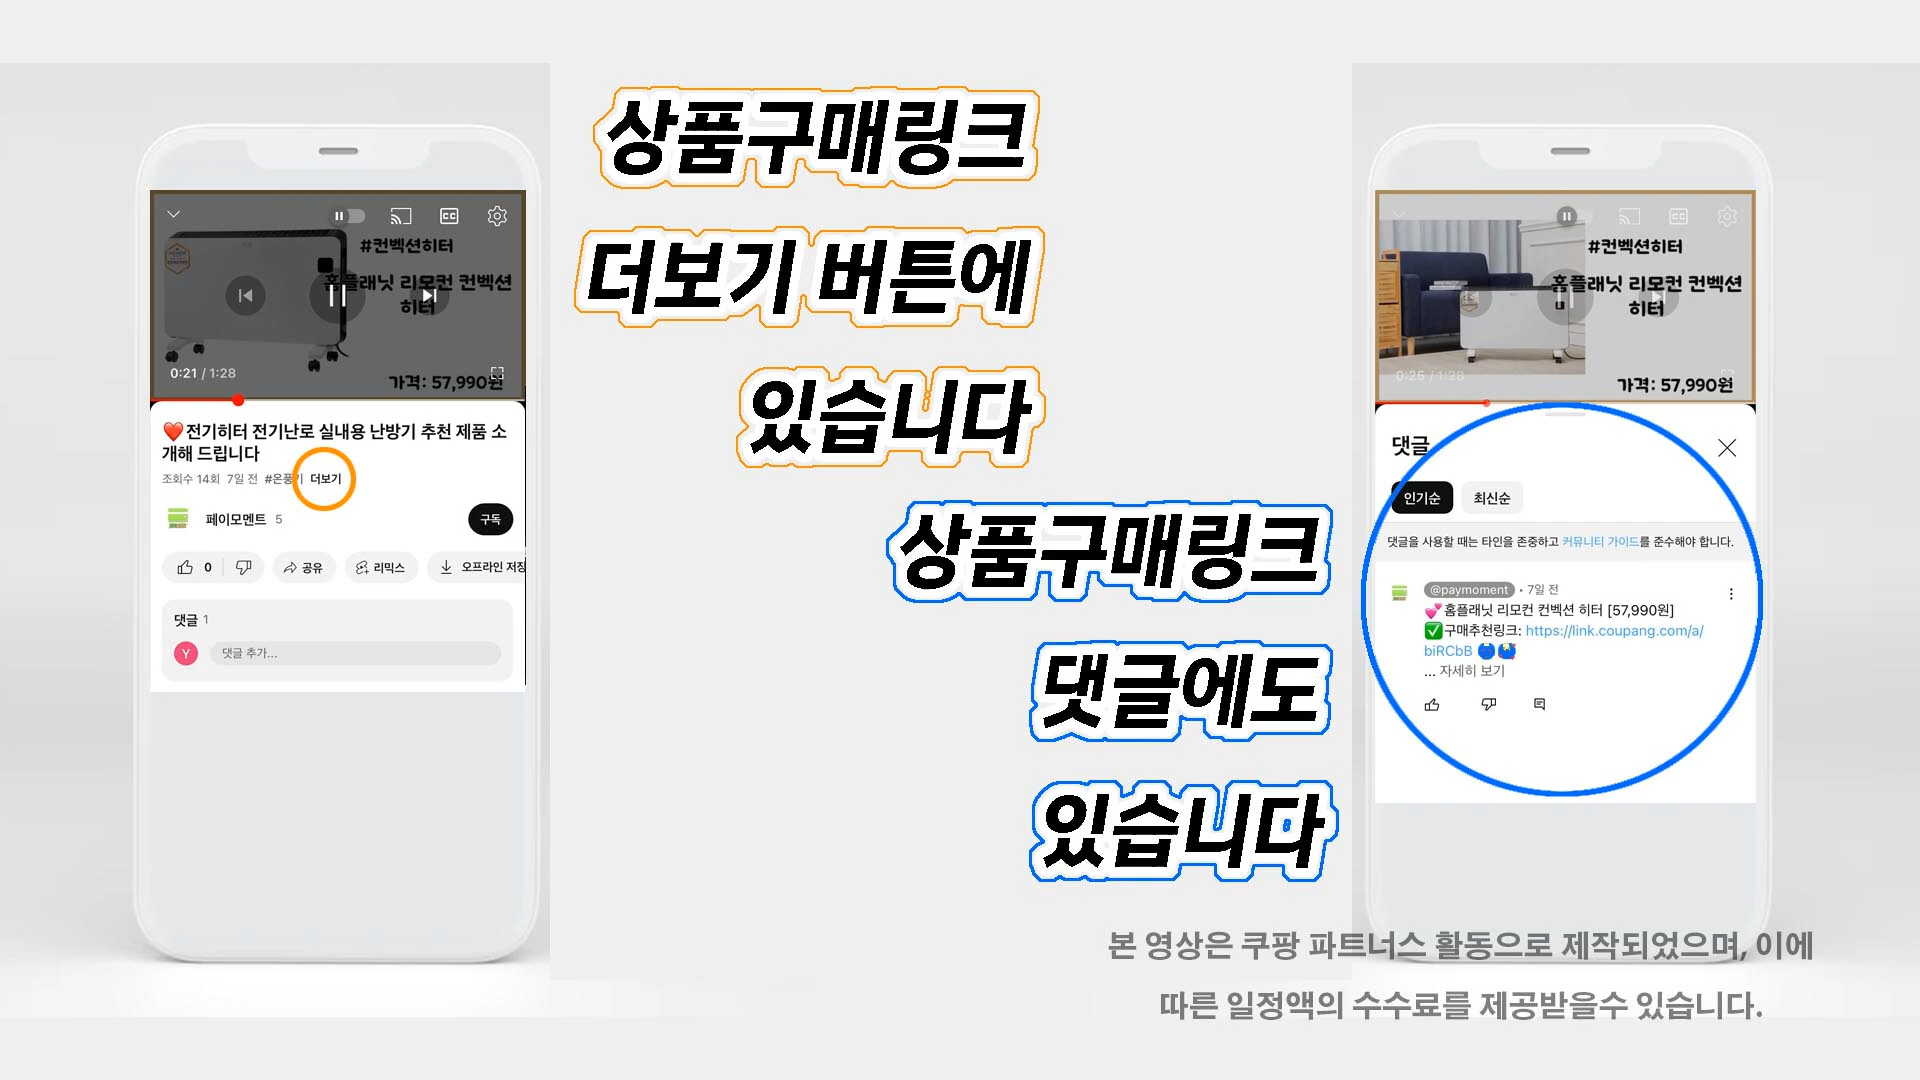 상품구매링크
더보기 버튼에
있습니다
상품구매링크
댓글에도
있습니다
#컨벡션히터
홈플래닛 리모컨 컨벡션
히터
0:21 / 1:28
가격: 57,990원
❤️전기히터 전기난로 실내용 난방기 추천 제품 소
개해 드립니다
조회수 14회 7일 전 #온풍기 더보기
페이모멘트 5
구독
0
공유
리믹스
오프라인 저장
댓글 1
Y
댓글 추가...
#컨벡션히터
홈플래닛 리모컨 컨벡션
히터
0:25 / 1:28
가격: 57,990원
댓글
인기순
최신순
댓글을 사용할 때는 타인을 존중하고 커뮤니티 가이드를 준수해야 합니다.
@paymoment • 7일 전
💕홈플래닛 리모컨 컨벡션 히터 [57,990원]
✅구매추천링크: https://link.coupang.com/a/
biRCbB
... 자세히 보기
본 영상은 쿠팡 파트너스 활동으로 제작되었으며, 이에
따른 일정액의 수수료를 제공받을수 있습니다.